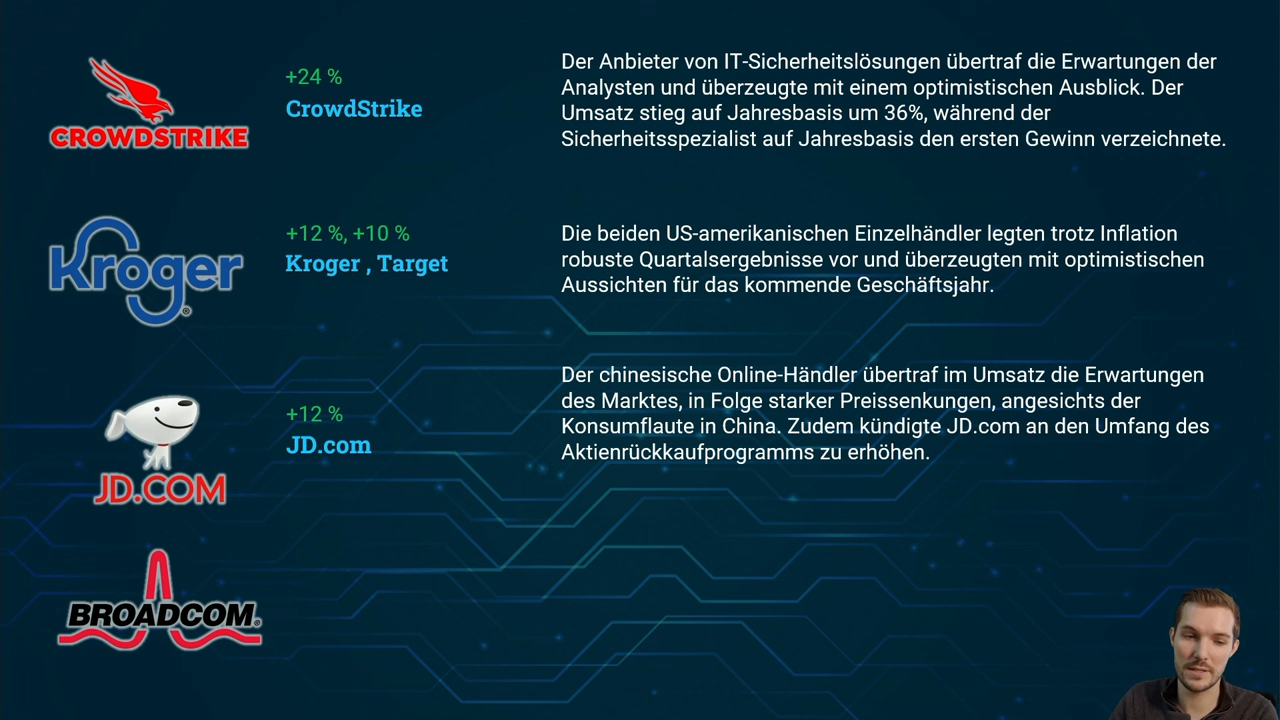 CROWDSTRIKE
+24 %
CrowdStrike
Der Anbieter von IT-Sicherheitslösungen übertraf die Erwartungen der
Analysten und überzeugte mit einem optimistischen Ausblick. Der
Umsatz stieg auf Jahresbasis um 36%, während der
Sicherheitsspezialist auf Jahresbasis den ersten Gewinn verzeichnete.
Kroger®
+12 %, +10 %
Kroger , Target
Die beiden US-amerikanischen Einzelhändler legten trotz Inflation
robuste Quartalsergebnisse vor und überzeugten mit optimistischen
Aussichten für das kommende Geschäftsjahr.
JD.COM
+12 %
JD.com
Der chinesische Online-Händler übertraf im Umsatz die Erwartungen
des Marktes, in Folge starker Preissenkungen, angesichts der
Konsumflaute in China. Zudem kündigte JD.com an den Umfang des
Aktienrückkaufprogramms zu erhöhen.
BROADCOM®